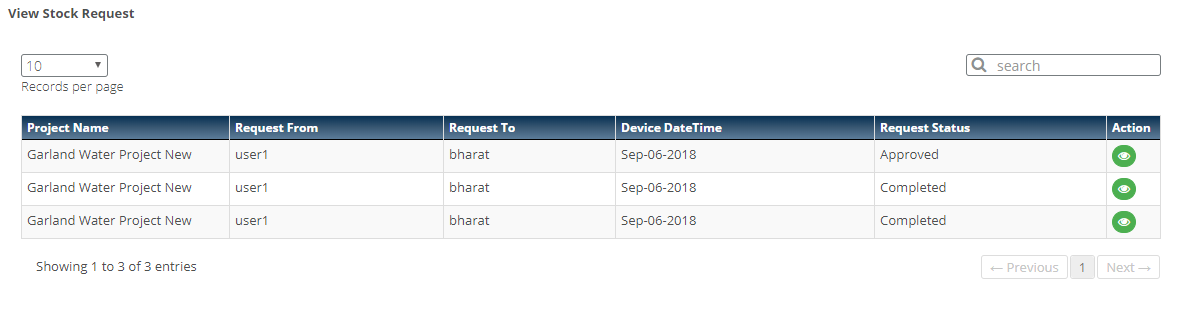 View Stock Request
10
search
Records per page
Project Name Request From Request To Device DateTime Request Status Action
Garland Water Project New user1 bharat Sep-06-2018 Approved
Garland Water Project New user1 bharat Sep-06-2018 Completed
Garland Water Project New user1 bharat Sep-06-2018 Completed
Showing 1 to 3 of 3 entries ← Previous 1 Next →